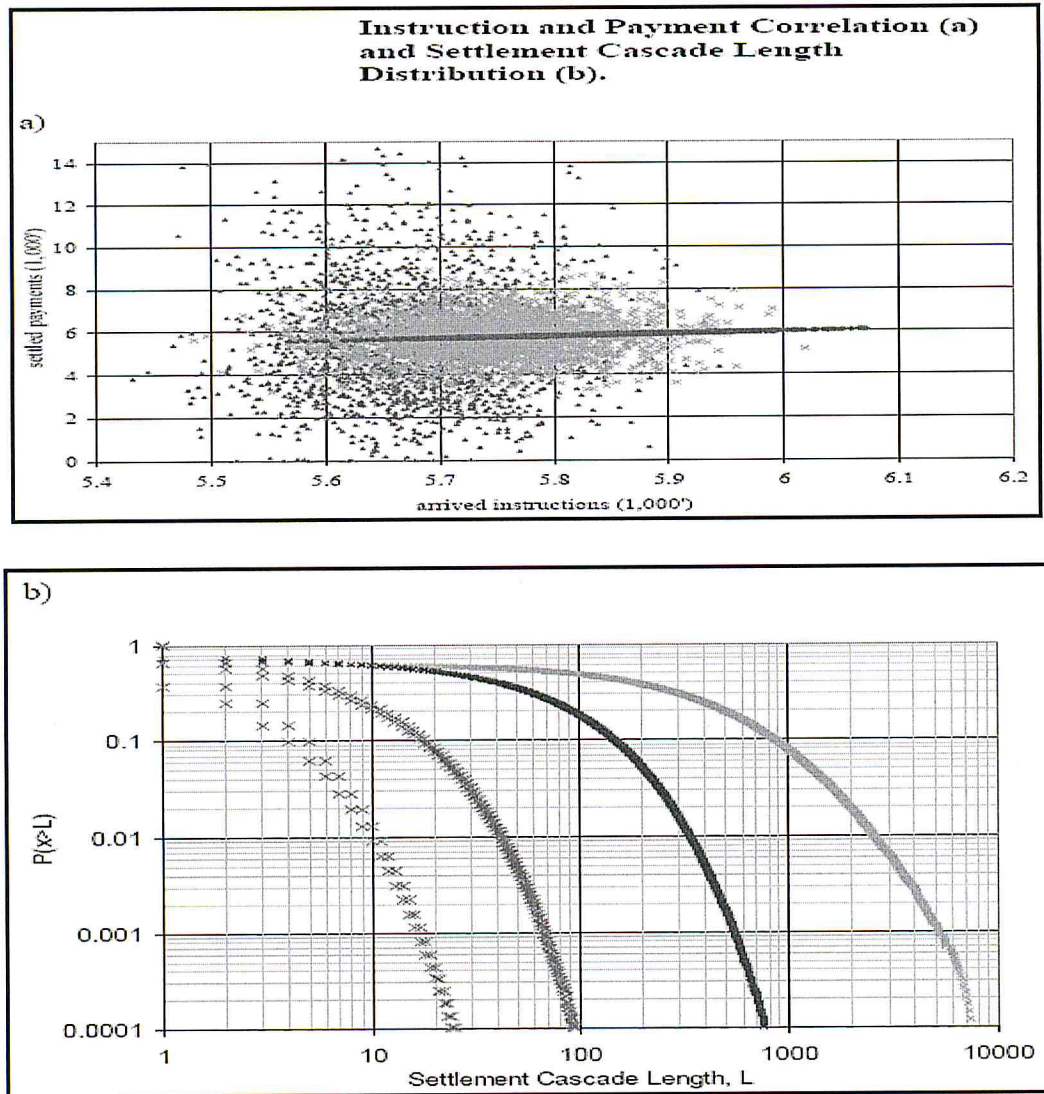 Instruction and Payment Correlation (a)
and Settlement Cascade Length
Distribution (b).
a)
14
12
10
8
6
4
2
0
settled payments (1,000')
5.4 5.5 5.6 5.7 5.8 5.9 6 6.1 6.2
arrived instructions (1,000')
b)
1
0.1
0.01
0.001
0.0001
P(x>L)
1 10 100 1000 10000
Settlement Cascade Length, L